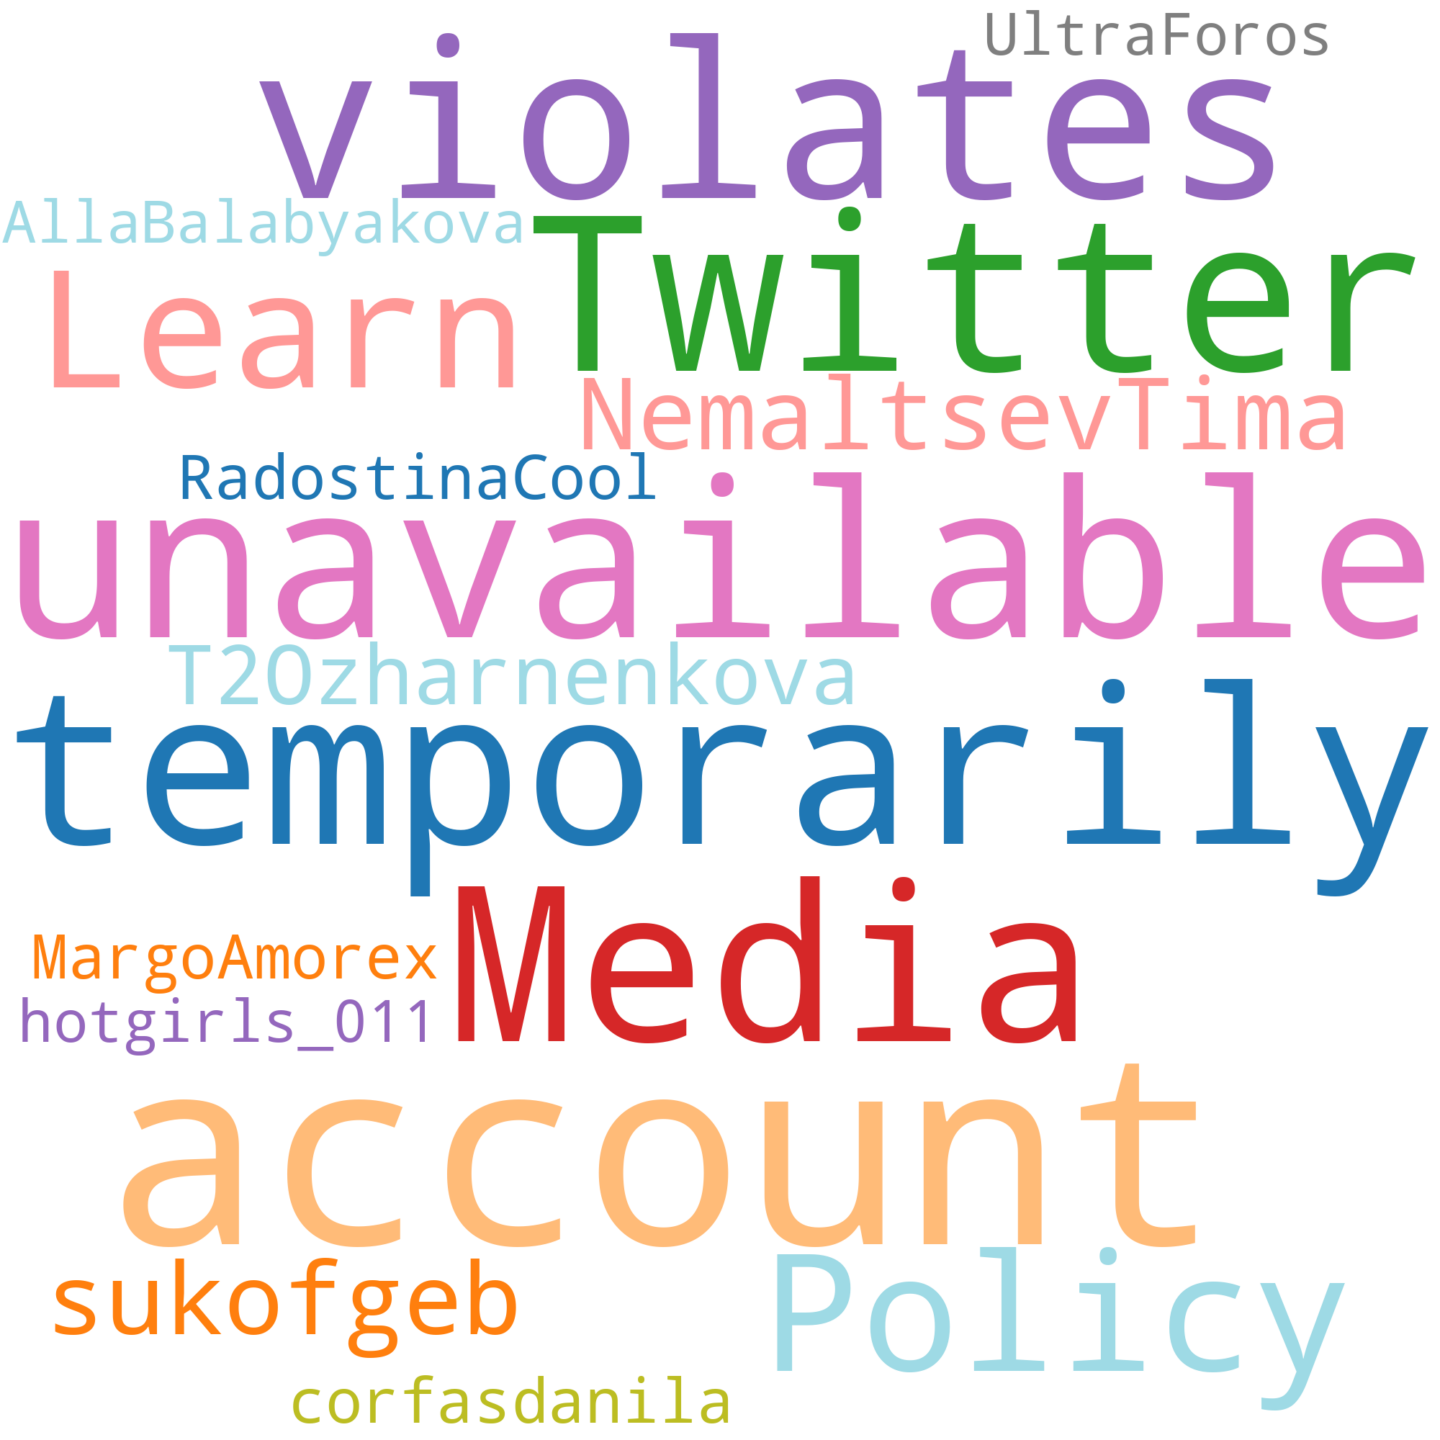 UltraForos
violates
AllaBalabyakova
Twitter
Learn
NemaltsevTima
RadostinaCool
unavailable
T2Ozharnenkova
temporarily
Media
MargoAmorex
hotgirls_011
account
sukofgeb
Policy
corfasdanila